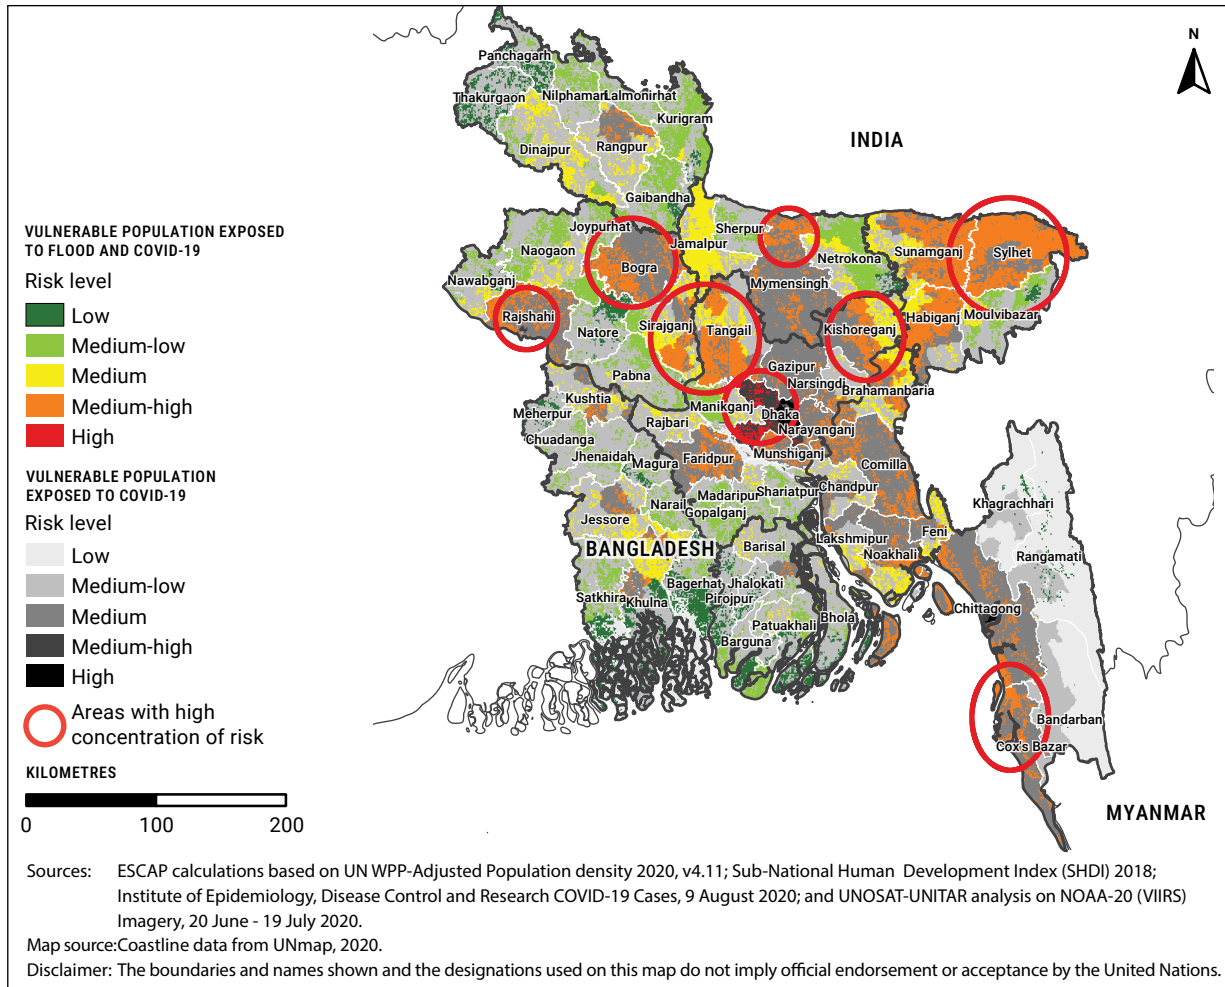 N
INDIA
Panchagarh
Thakurgaon
Nilphamari
Lalmonirhat
Kurigram
Dinajpur
Rangpur
Gaibandha
Joypurhat
Naogaon
Bogra
Jamalpur
Sherpur
Netrokona
Sunamganj
Sylhet
Nawabganj
Mymensingh
Rajshahi
Natore
Sirajganj
Tangail
Kishoreganj
Habiganj
Moulvibazar
Pabna
Gazipur
Narsingdi
Brahamanbaria
Kushtia
Meherpur
Manikganj
Dhaka
Narayanganj
Rajbari
Chuadanga
Munshiganj
Jhenaidah
Magura
Faridpur
Comilla
Madaripur
Shariatpur
Chandpur
Khagrachhari
Narail
Gopalganj
Jessore
Feni
BANGLADESH
Barisal
Lakshmipur
Noakhali
Rangamati
Bagerhat
Jhalokati
Satkhira
Khulna
Pirojpur
Chittagong
Patuakhali
Bhola
Barguna
Bandarban
Cox's Bazar
MYANMAR
VULNERABLE POPULATION EXPOSED
TO FLOOD AND COVID-19
Risk level
Low
Medium-low
Medium
Medium-high
High
VULNERABLE POPULATION
EXPOSED TO COVID-19
Risk level
Low
Medium-low
Medium
Medium-high
High
Areas with high
concentration of risk
KILOMETRES
0 100 200
Sources: ESCAP calculations based on UN WPP-Adjusted Population density 2020, v4.11; Sub-National Human Development Index (SHDI) 2018;
Institute of Epidemiology, Disease Control and Research COVID-19 Cases, 9 August 2020; and UNOSAT-UNITAR analysis on NOAA-20 (VIIRS)
Imagery, 20 June - 19 July 2020.
Map source:Coastline data from UNmap, 2020.
Disclaimer: The boundaries and names shown and the designations used on this map do not imply official endorsement or acceptance by the United Nations.